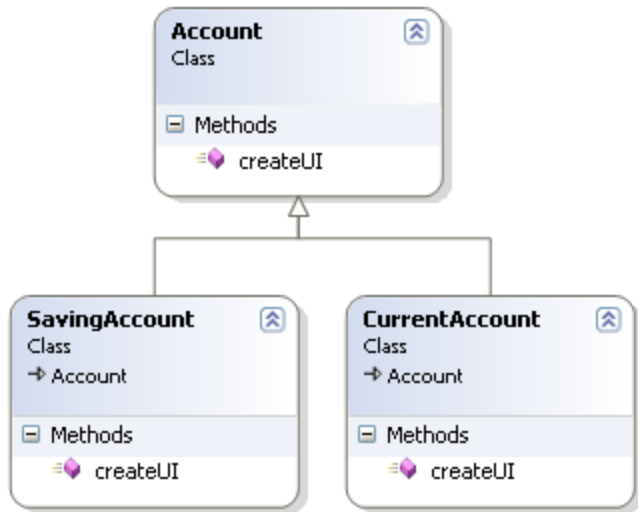 Account
Class
Methods
createUI
SavingAccount
Class
Account
Methods
createUI
CurrentAccount
Class
Account
Methods
createUI